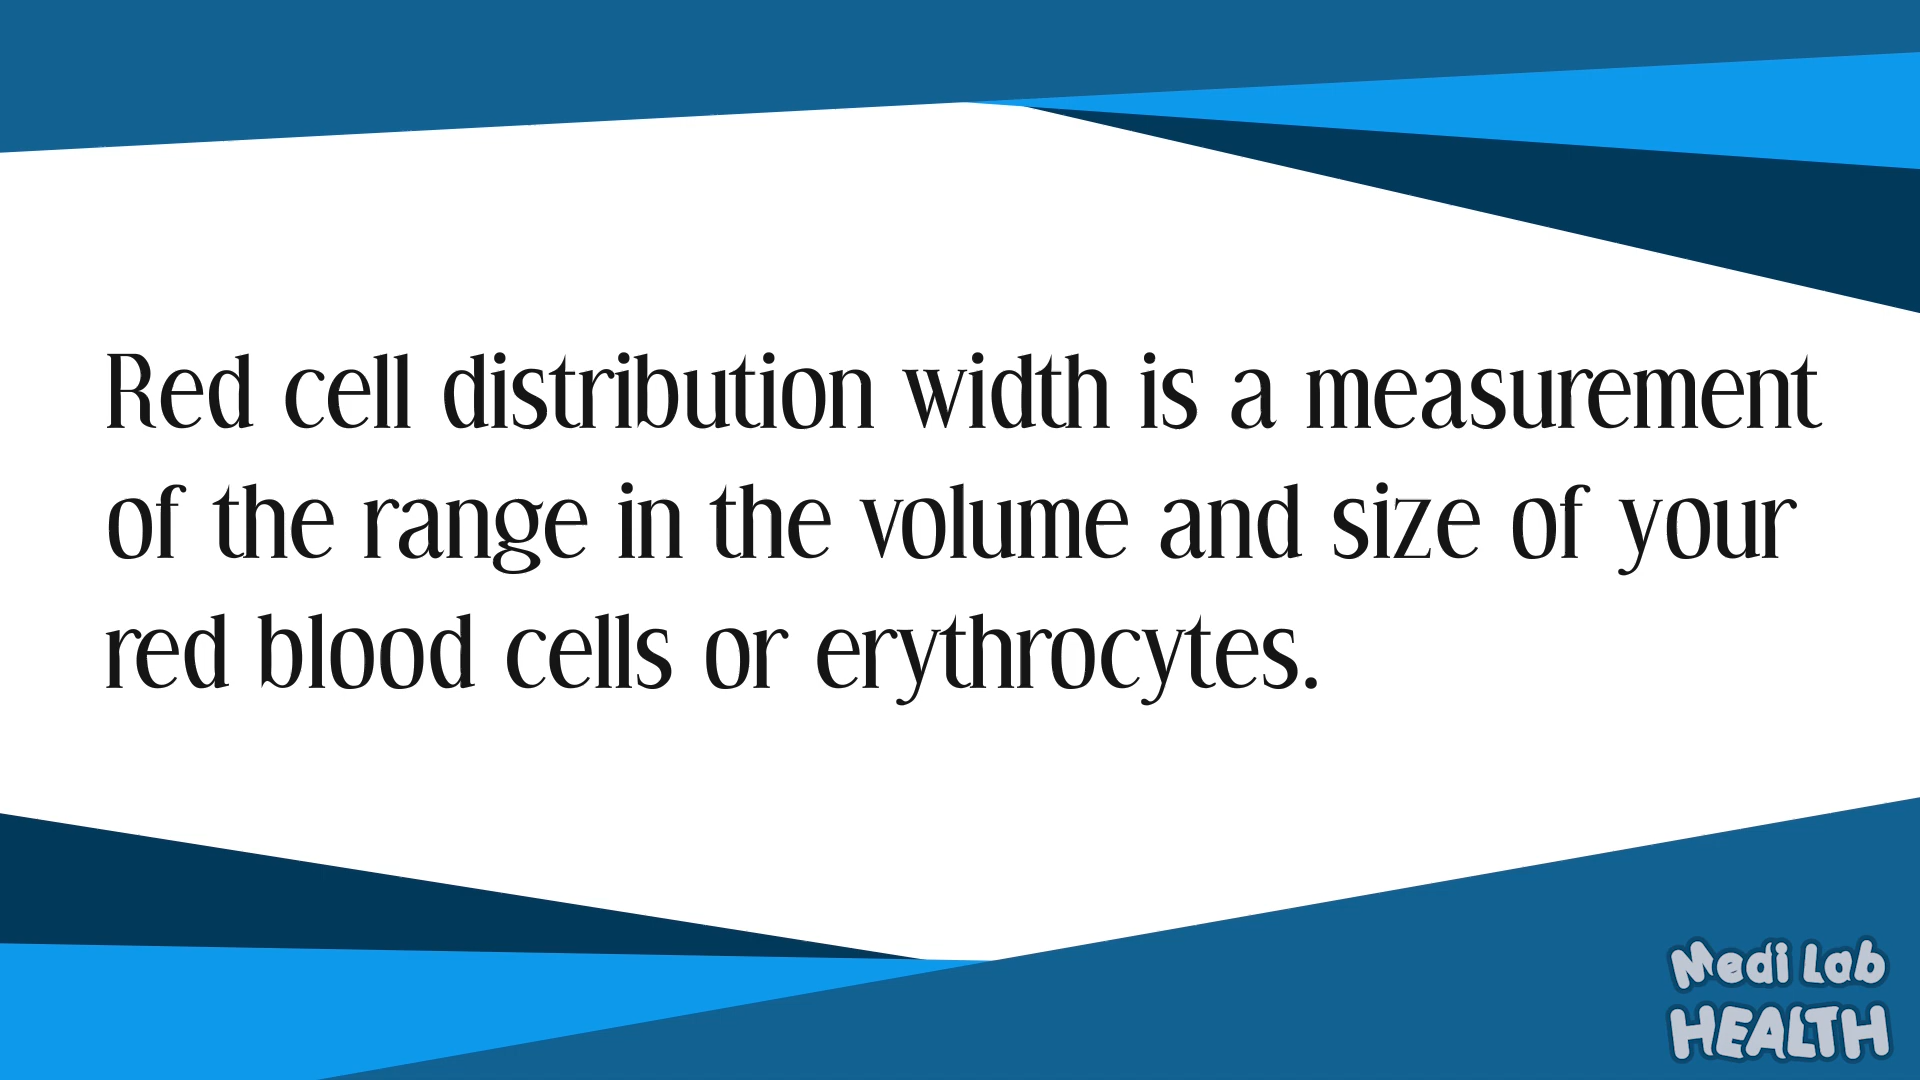 Red cell distribution width is a measurement
of the range in the volume and size of your
red blood cells or erythrocytes.
Medi Lab
HEALTH